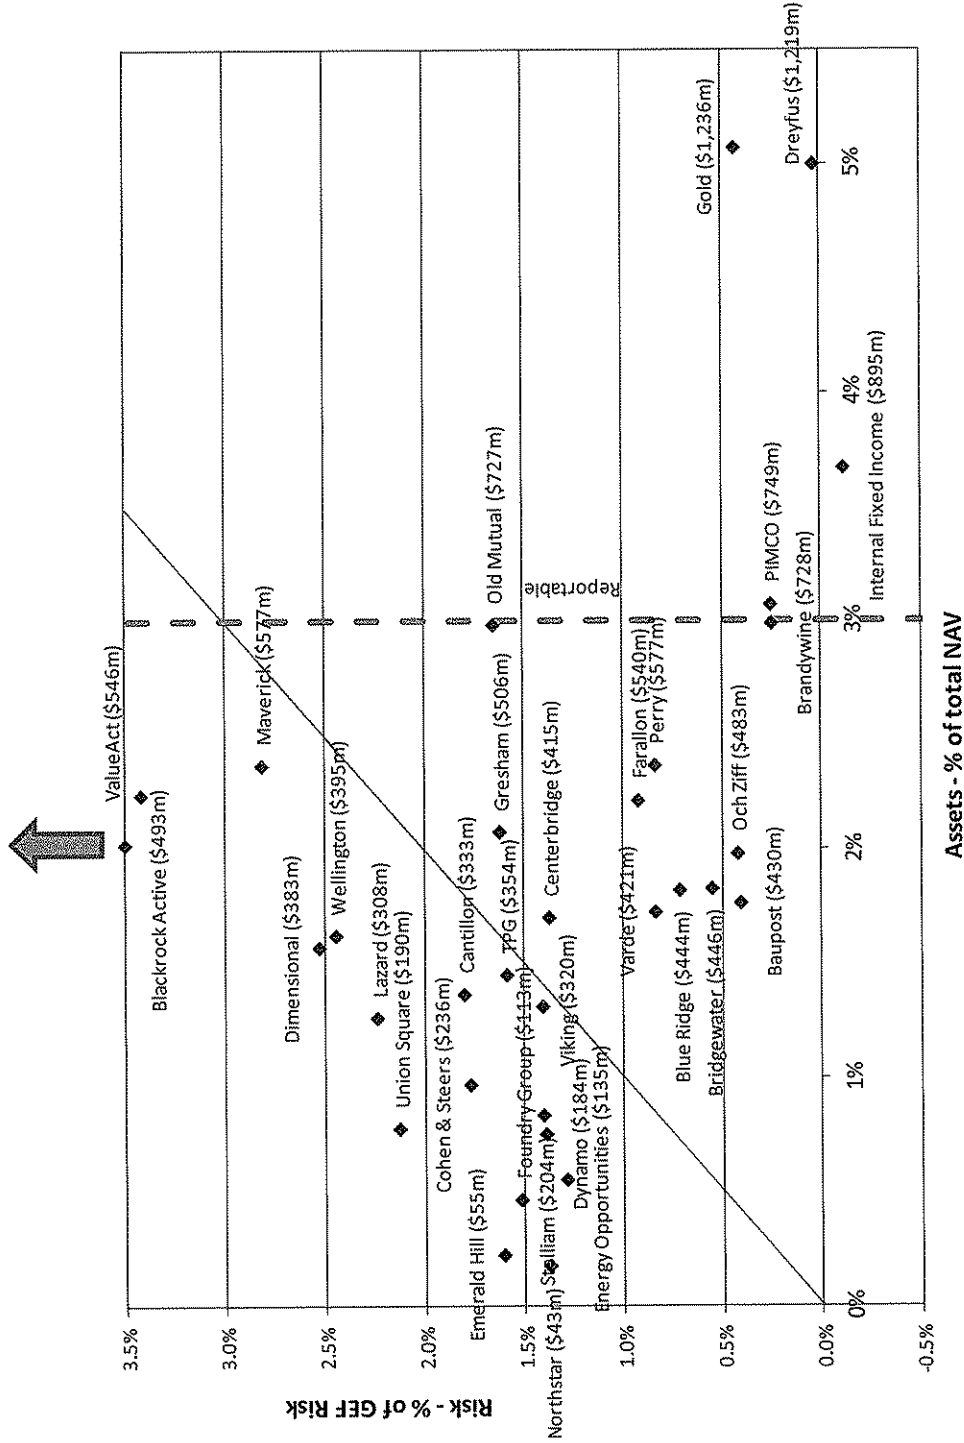 3.5%
3.0%
2.5%
2.0%
1.5%
1.0%
0.5%
0.0%
-0.5%
Risk - % of GEF Risk
ValueAct ($546m)
Blackrock Active ($493m)
Maverick ($577m)
Dimensional ($383m)
Wellington ($395m)
Lazard ($308m)
Union Square ($190m)
Cohen & Steers ($236m)
Cantillon ($333m)
Emerald Hill ($55m)
TPG ($354m)
Gresham ($506m)
Old Mutual ($727m)
Foundry Group ($113m)
Centerbridge ($415m)
Northstar ($43m)
Stelliam ($204m)
Viking ($320m)
Dynamo ($184m)
Energy Opportunities ($135m)
Reportable
Farallon ($540m)
Perry ($577m)
Varde ($421m)
Blue Ridge ($444m)
Bridgewater ($446m)
Och Ziff ($483m)
Baupost ($430m)
Gold ($1,236m)
PIMCO ($749m)
Brandywine ($728m)
Dreyfus ($1,219m)
Internal Fixed Income ($895m)
0%
1%
2%
3%
4%
5%
Assets - % of total NAV